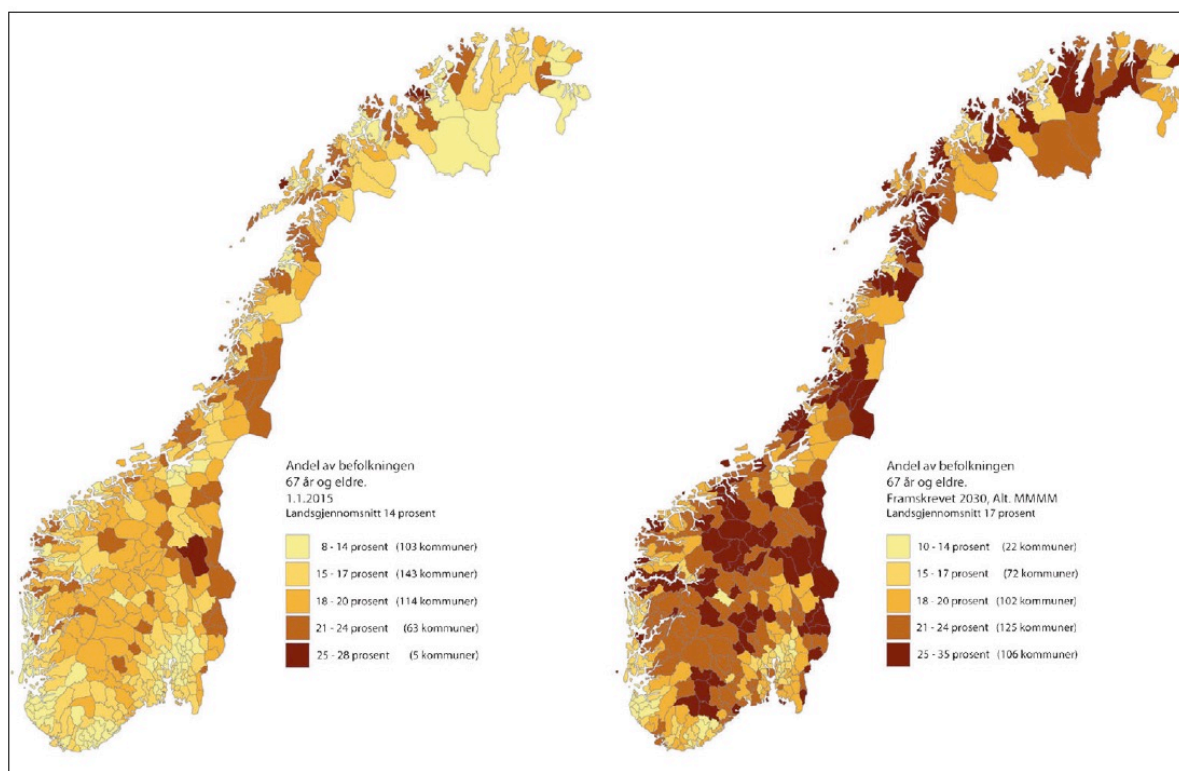 Andel av befolkningen
67 år og eldre.
1.1.2015
Landsgjennomsnitt 14 prosent
8 - 14 prosent (103 kommuner)
15 - 17 prosent (143 kommuner)
18 - 20 prosent (114 kommuner)
21 - 24 prosent (63 kommuner)
25 - 28 prosent (5 kommuner)
Andel av befolkningen
67 år og eldre.
Framskrevet 2030, Alt. MMMM
Landsgjennomsnitt 17 prosent
10 - 14 prosent (22 kommuner)
15 - 17 prosent (72 kommuner)
18 - 20 prosent (102 kommuner)
21 - 24 prosent (125 kommuner)
25 - 35 prosent (106 kommuner)